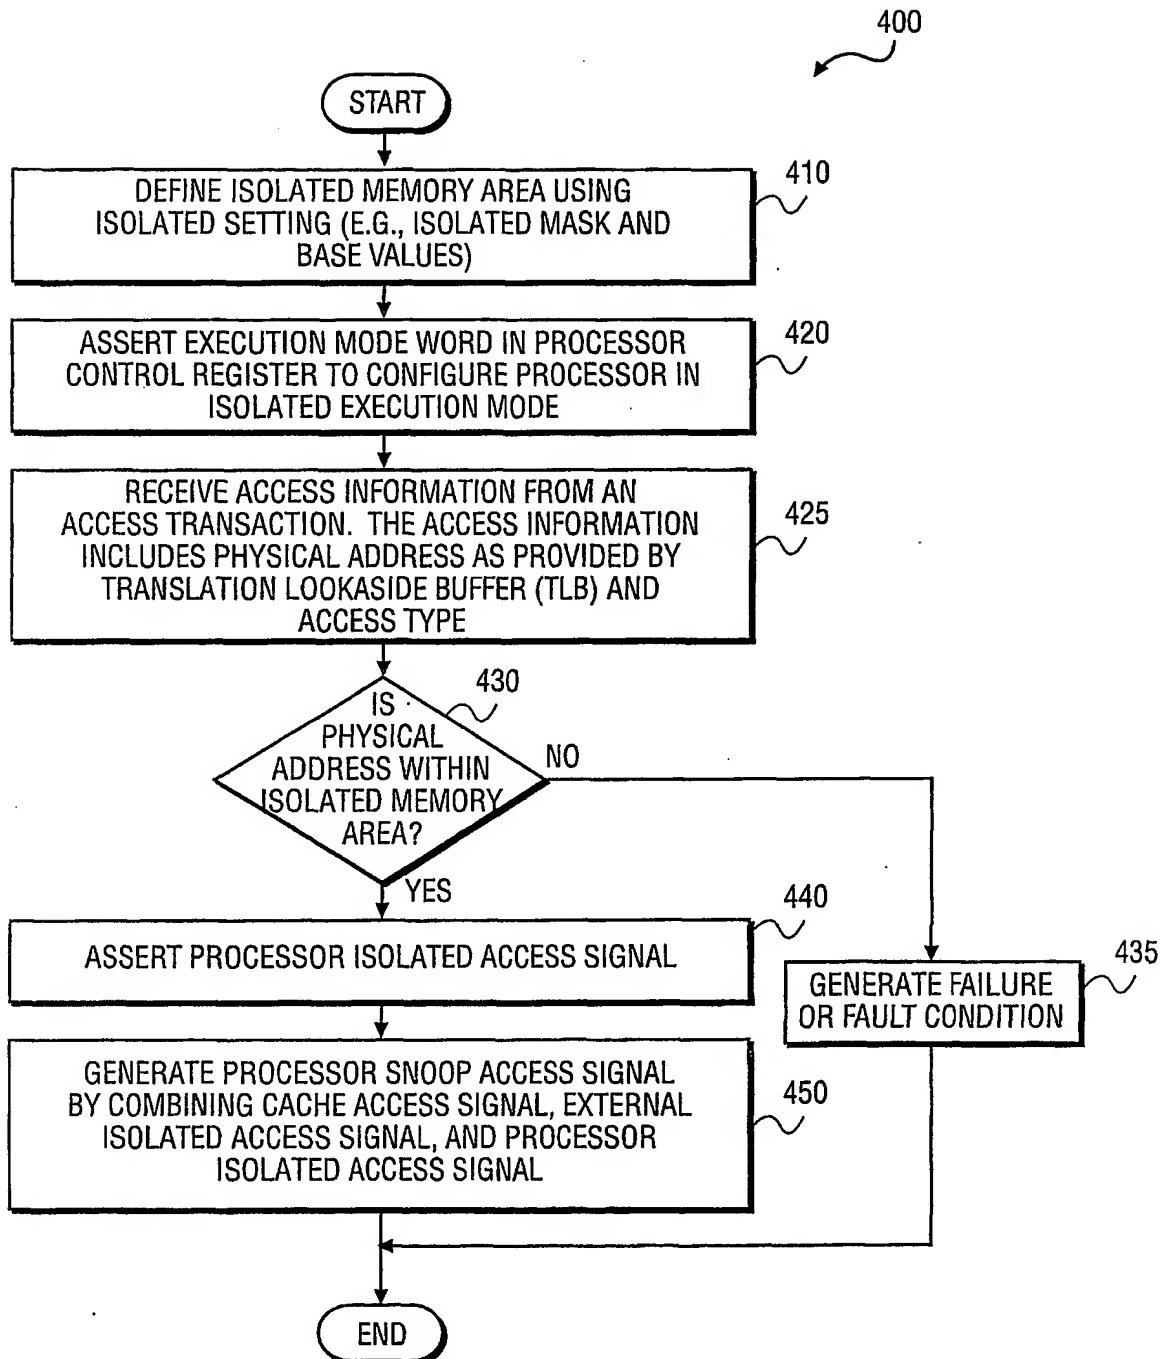 400
START
DEFINE ISOLATED MEMORY AREA USING
ISOLATED SETTING (E.G., ISOLATED MASK AND
BASE VALUES)
410
ASSERT EXECUTION MODE WORD IN PROCESSOR
CONTROL REGISTER TO CONFIGURE PROCESSOR IN
ISOLATED EXECUTION MODE
420
RECEIVE ACCESS INFORMATION FROM AN
ACCESS TRANSACTION. THE ACCESS INFORMATION
INCLUDES PHYSICAL ADDRESS AS PROVIDED BY
TRANSLATION LOOKASIDE BUFFER (TLB) AND
ACCESS TYPE
425
IS
PHYSICAL
ADDRESS WITHIN
ISOLATED MEMORY
AREA?
430
NO
YES
ASSERT PROCESSOR ISOLATED ACCESS SIGNAL
440
GENERATE FAILURE
OR FAULT CONDITION
435
GENERATE PROCESSOR SNOOP ACCESS SIGNAL
BY COMBINING CACHE ACCESS SIGNAL, EXTERNAL
ISOLATED ACCESS SIGNAL, AND PROCESSOR
ISOLATED ACCESS SIGNAL
450
END